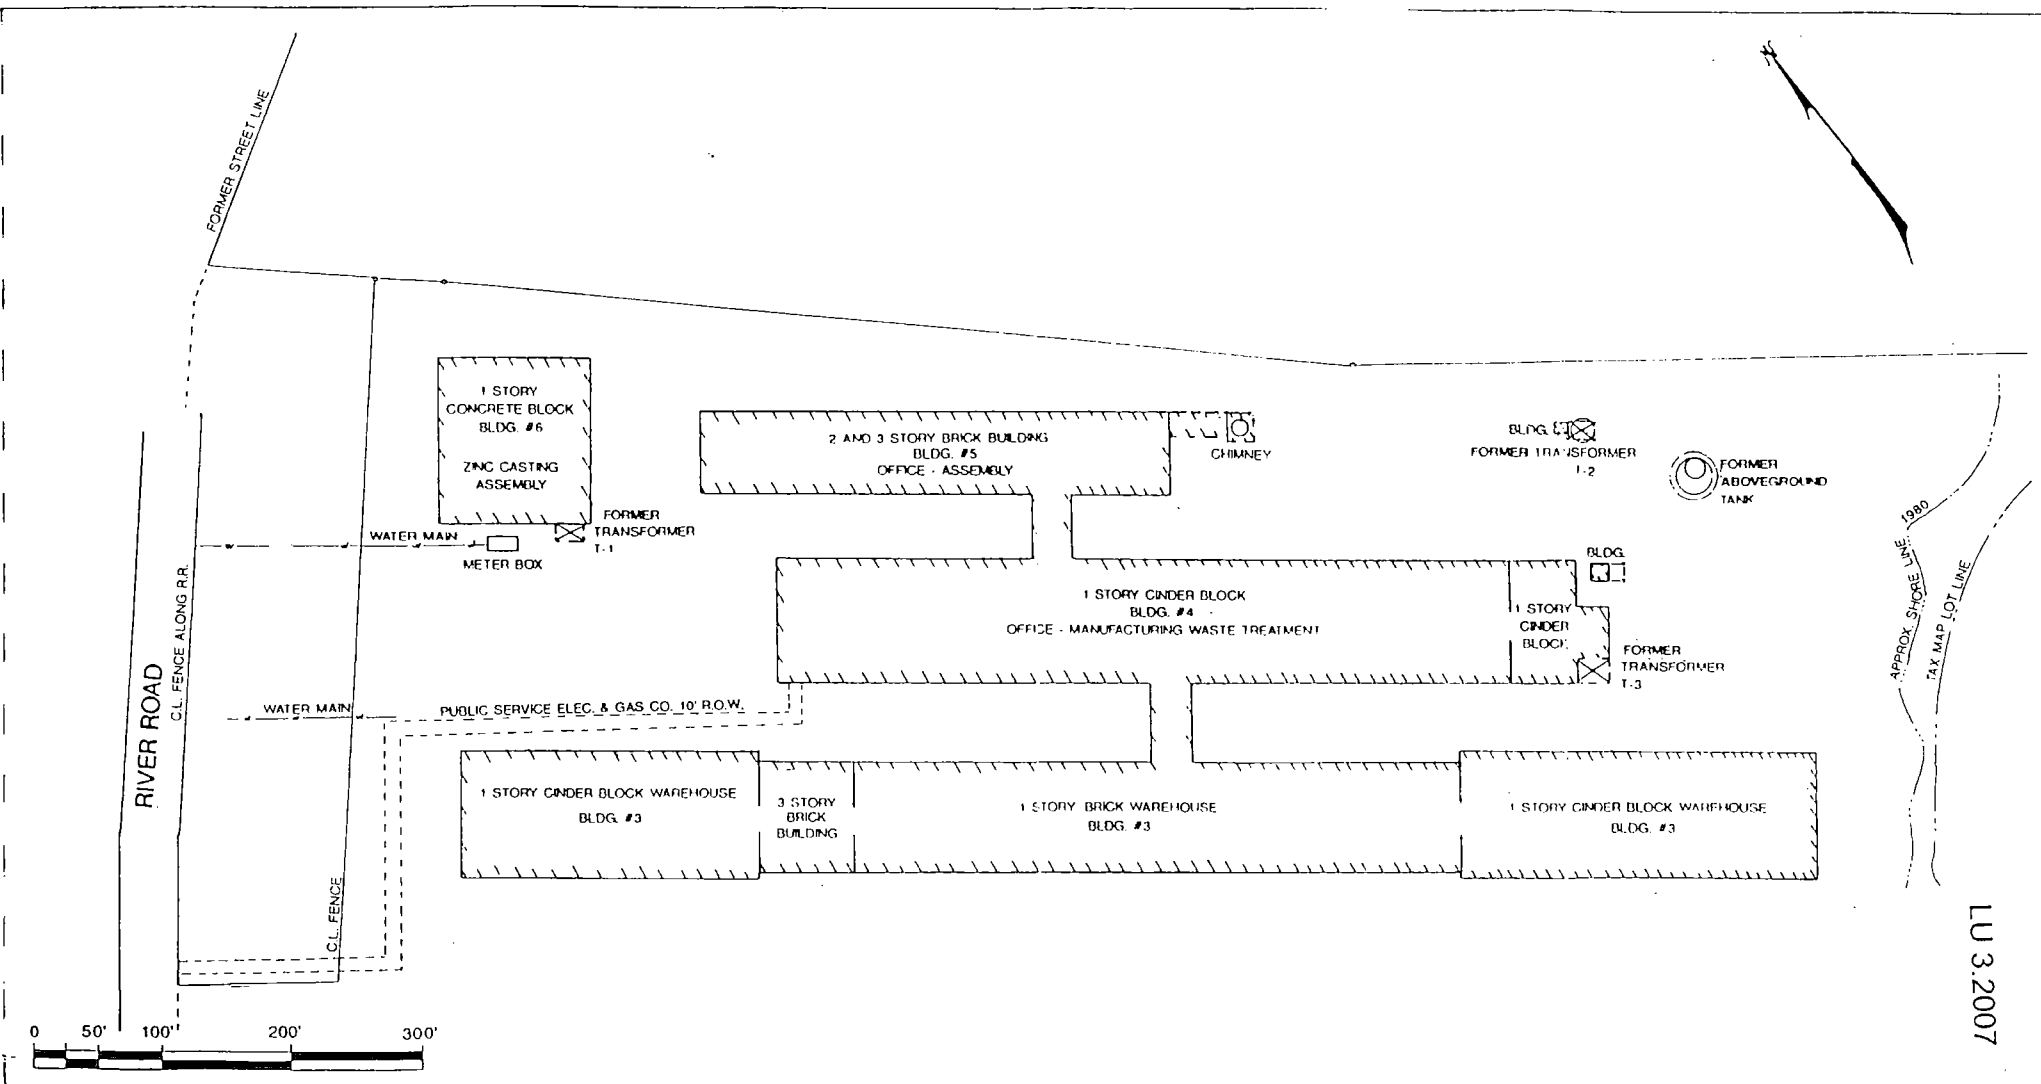 FORMER STREET LINE
1 STORY
CONCRETE BLOCK
BLDG. #6
ZINC CASTING
ASSEMBLY
2 AND 3 STORY BRICK BUILDING
BLDG. #5
OFFICE - ASSEMBLY
CHIMNEY
BLDG.
FORMER TRANSFORMER
T-2
FORMER
ABOVEGROUND
TANK
FORMER
TRANSFORMER
T-1
WATER MAIN
METER BOX
1 STORY CINDER BLOCK
BLDG. #4
OFFICE - MANUFACTURING WASTE TREATMENT
1 STORY
CINDER
BLOCK
BLDG.
FORMER
TRANSFORMER
T-3
APPROX. SHORE LINE 1980
TAX MAP LOT LINE
RIVER ROAD
C.L. FENCE ALONG R.R.
WATER MAIN
PUBLIC SERVICE ELEC. & GAS CO. 10' R.O.W.
1 STORY CINDER BLOCK WAREHOUSE
BLDG. #3
3 STORY
BRICK
BUILDING
1 STORY BRICK WAREHOUSE
BLDG. #3
1 STORY CINDER BLOCK WAREHOUSE
BLDG. #3
C.L. FENCE
0 50' 100' 200' 300'
LU 3.2007